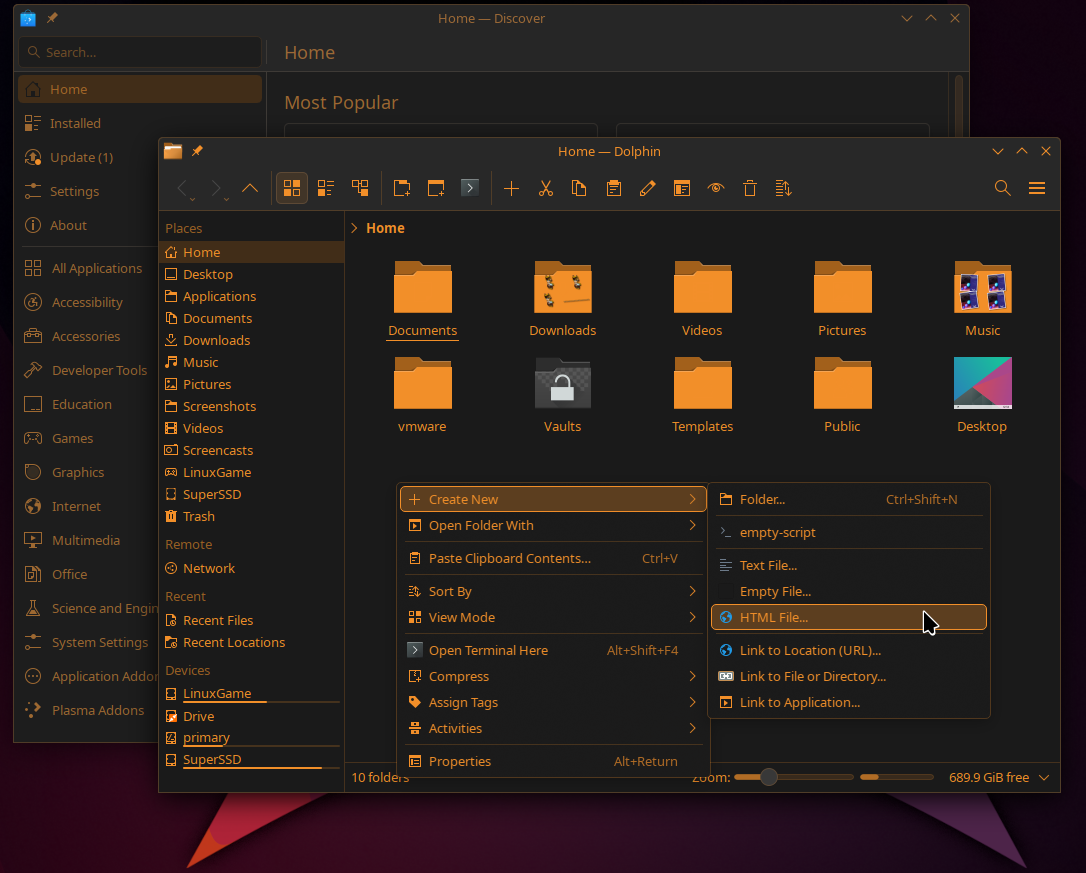 Home — Discover
Search...
Home
Home
Most Popular
Installed
Update (1)
Settings
About
All Applications
Accessibility
Accessories
Developer Tools
Education
Games
Graphics
Internet
Multimedia
Office
Science and Engin
System Settings
Application Addor
Plasma Addons
Home — Dolphin
Places
Home
Desktop
Applications
Documents
Downloads
Music
Pictures
Screenshots
Videos
Screencasts
LinuxGame
SuperSSD
Trash
Remote
Network
Recent
Recent Files
Recent Locations
Devices
LinuxGame
Drive
primary
SuperSSD
Home
Documents Downloads Videos Pictures Music
vmware Vaults Templates Public Desktop
Create New
Open Folder With
Paste Clipboard Contents... Ctrl+V
Sort By
View Mode
Open Terminal Here Alt+Shift+F4
Compress
Assign Tags
Activities
Properties Alt+Return
Folder... Ctrl+Shift+N
empty-script
Text File...
Empty File...
HTML File...
Link to Location (URL)...
Link to File or Directory...
Link to Application...
10 folders Zoom: 689.9 GiB free